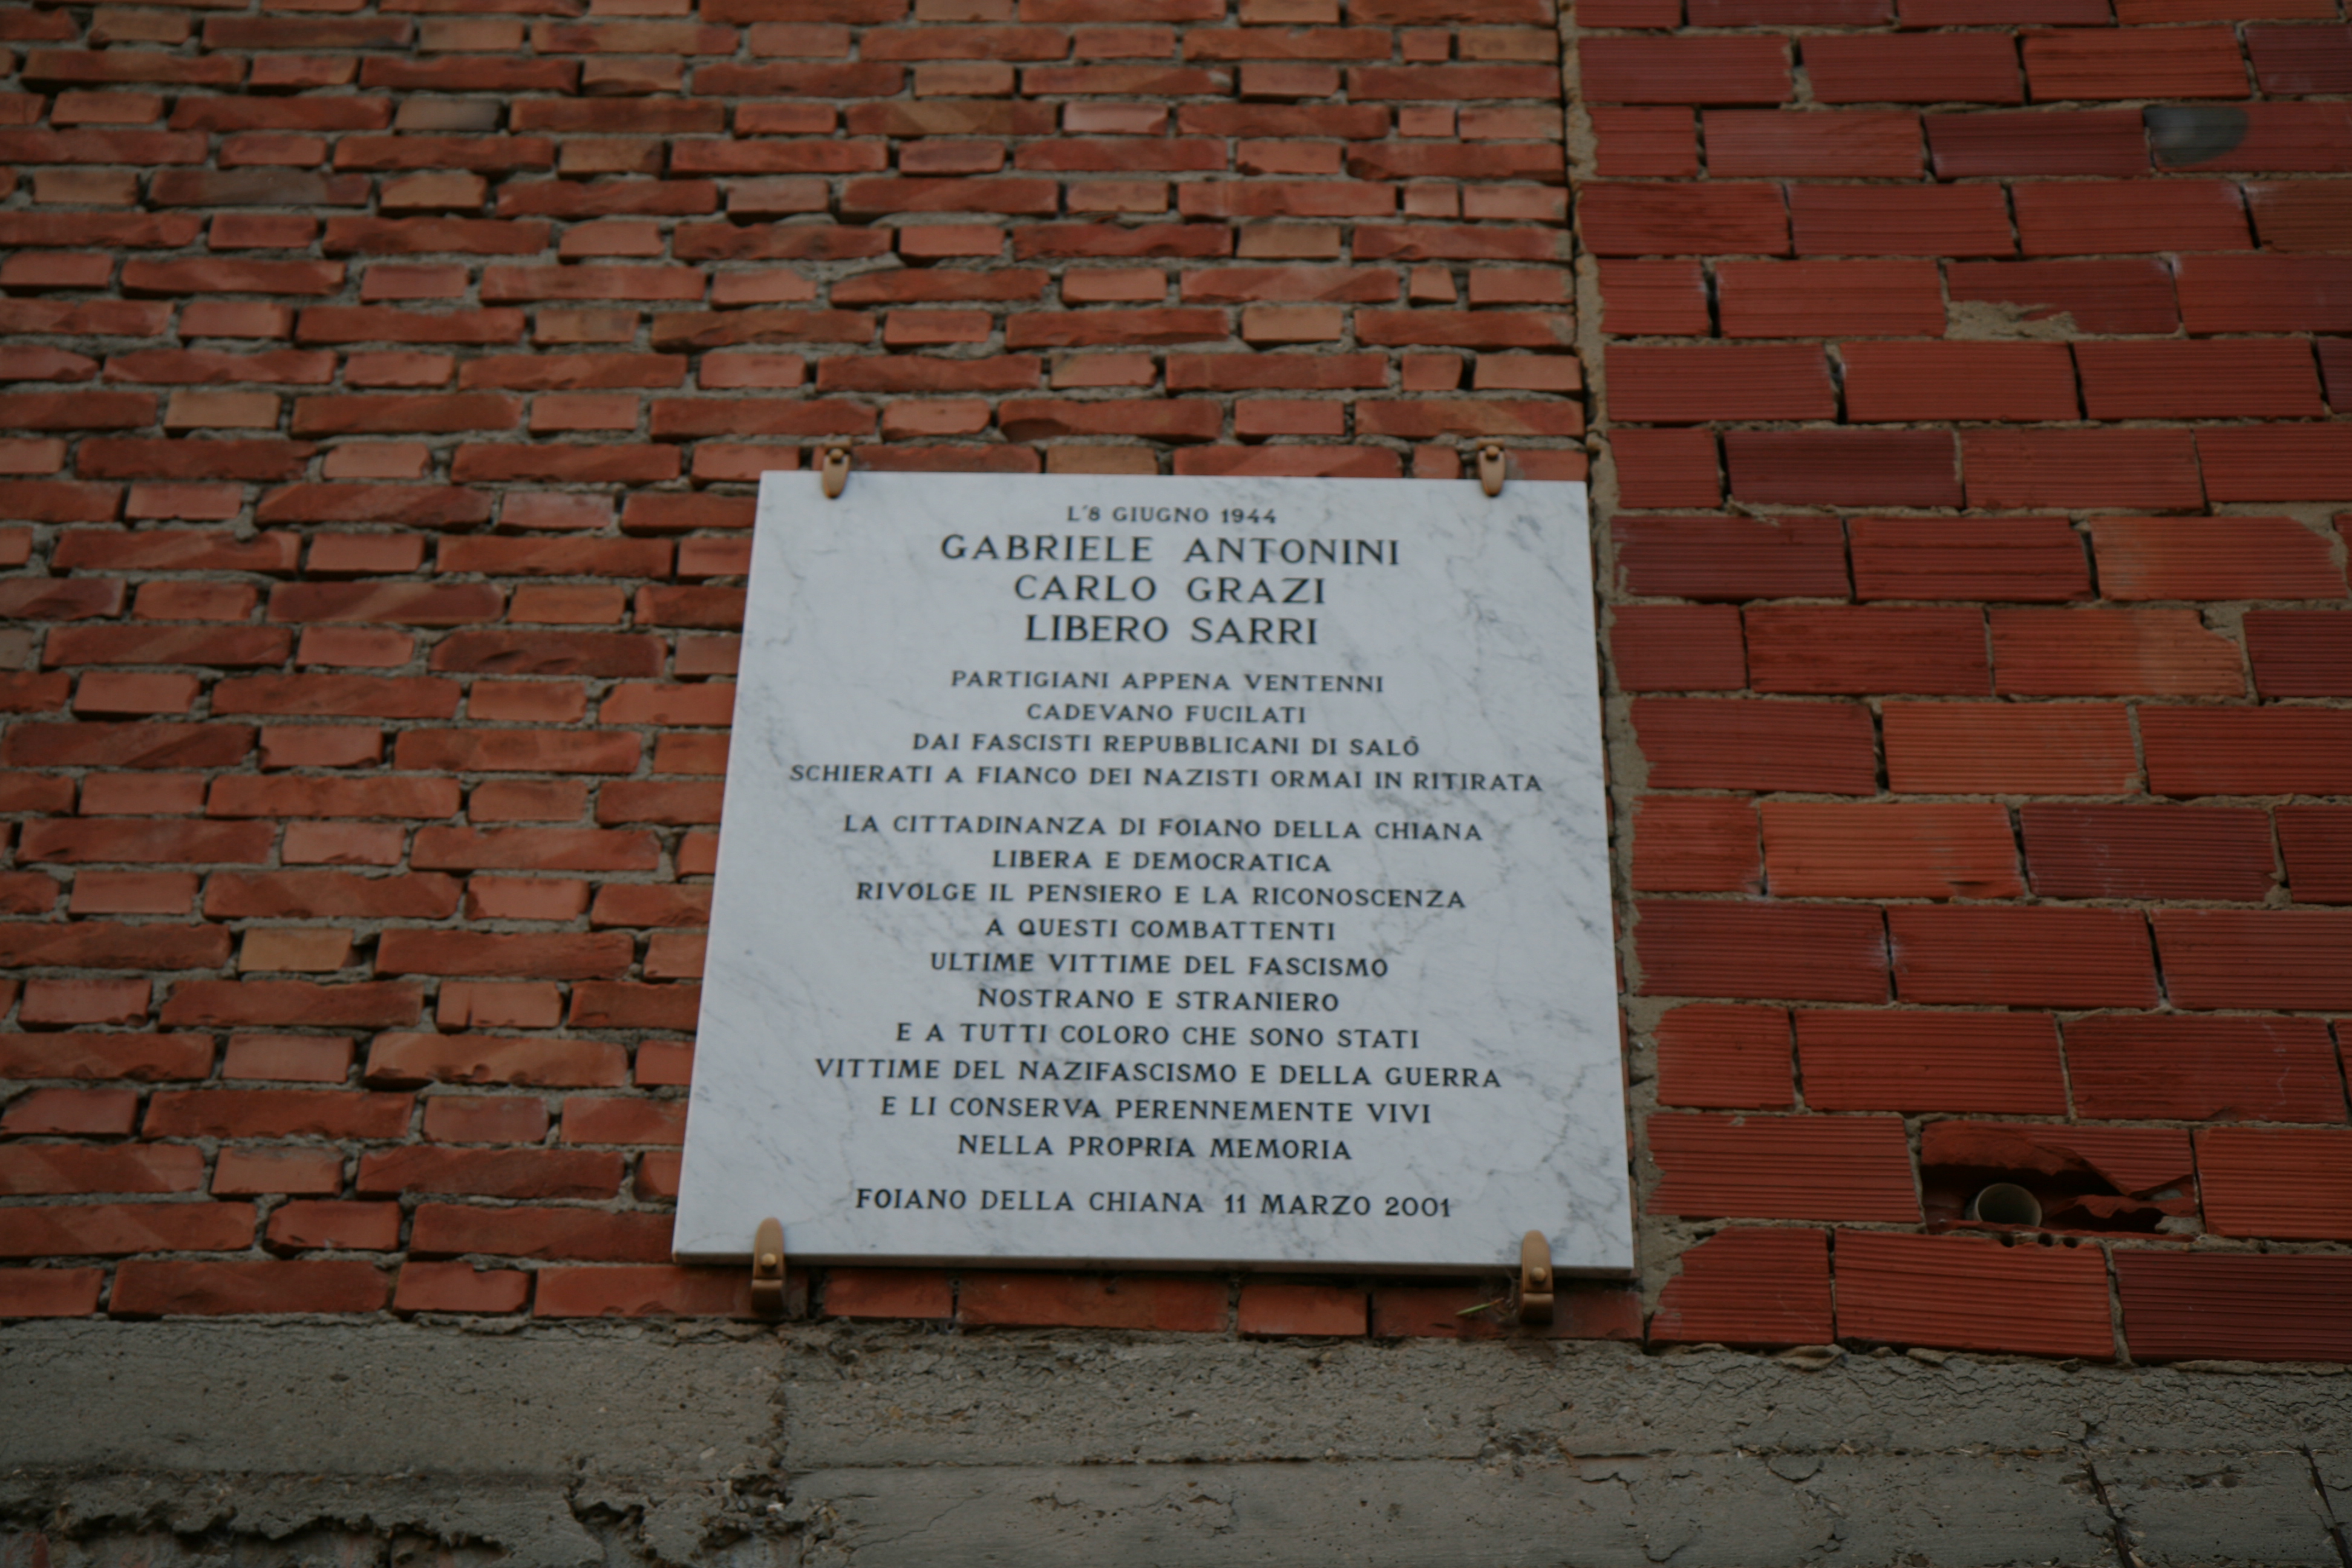 L'8 GIUGNO 1944
GABRIELE ANTONINI
CARLO GRAZI
LIBERO SARRI
PARTIGIANI APPENA VENTENNI
CADEVANO FUCILATI
DAI FASCISTI REPUBBLICANI DI SALÓ
SCHIERATI A FIANCO DEI NAZISTI ORMAI IN RITIRATA
LA CITTADINANZA DI FOIANO DELLA CHIANA
LIBERA E DEMOCRATICA
RIVOLGE IL PENSIERO E LA RICONOSCENZA
A QUESTI COMBATTENTI
ULTIME VITTIME DEL FASCISMO
NOSTRANO E STRANIERO
E A TUTTI COLORO CHE SONO STATI
VITTIME DEL NAZIFASCISMO E DELLA GUERRA
E LI CONSERVA PERENNEMENTE VIVI
NELLA PROPRIA MEMORIA
FOIANO DELLA CHIANA 11 MARZO 2001